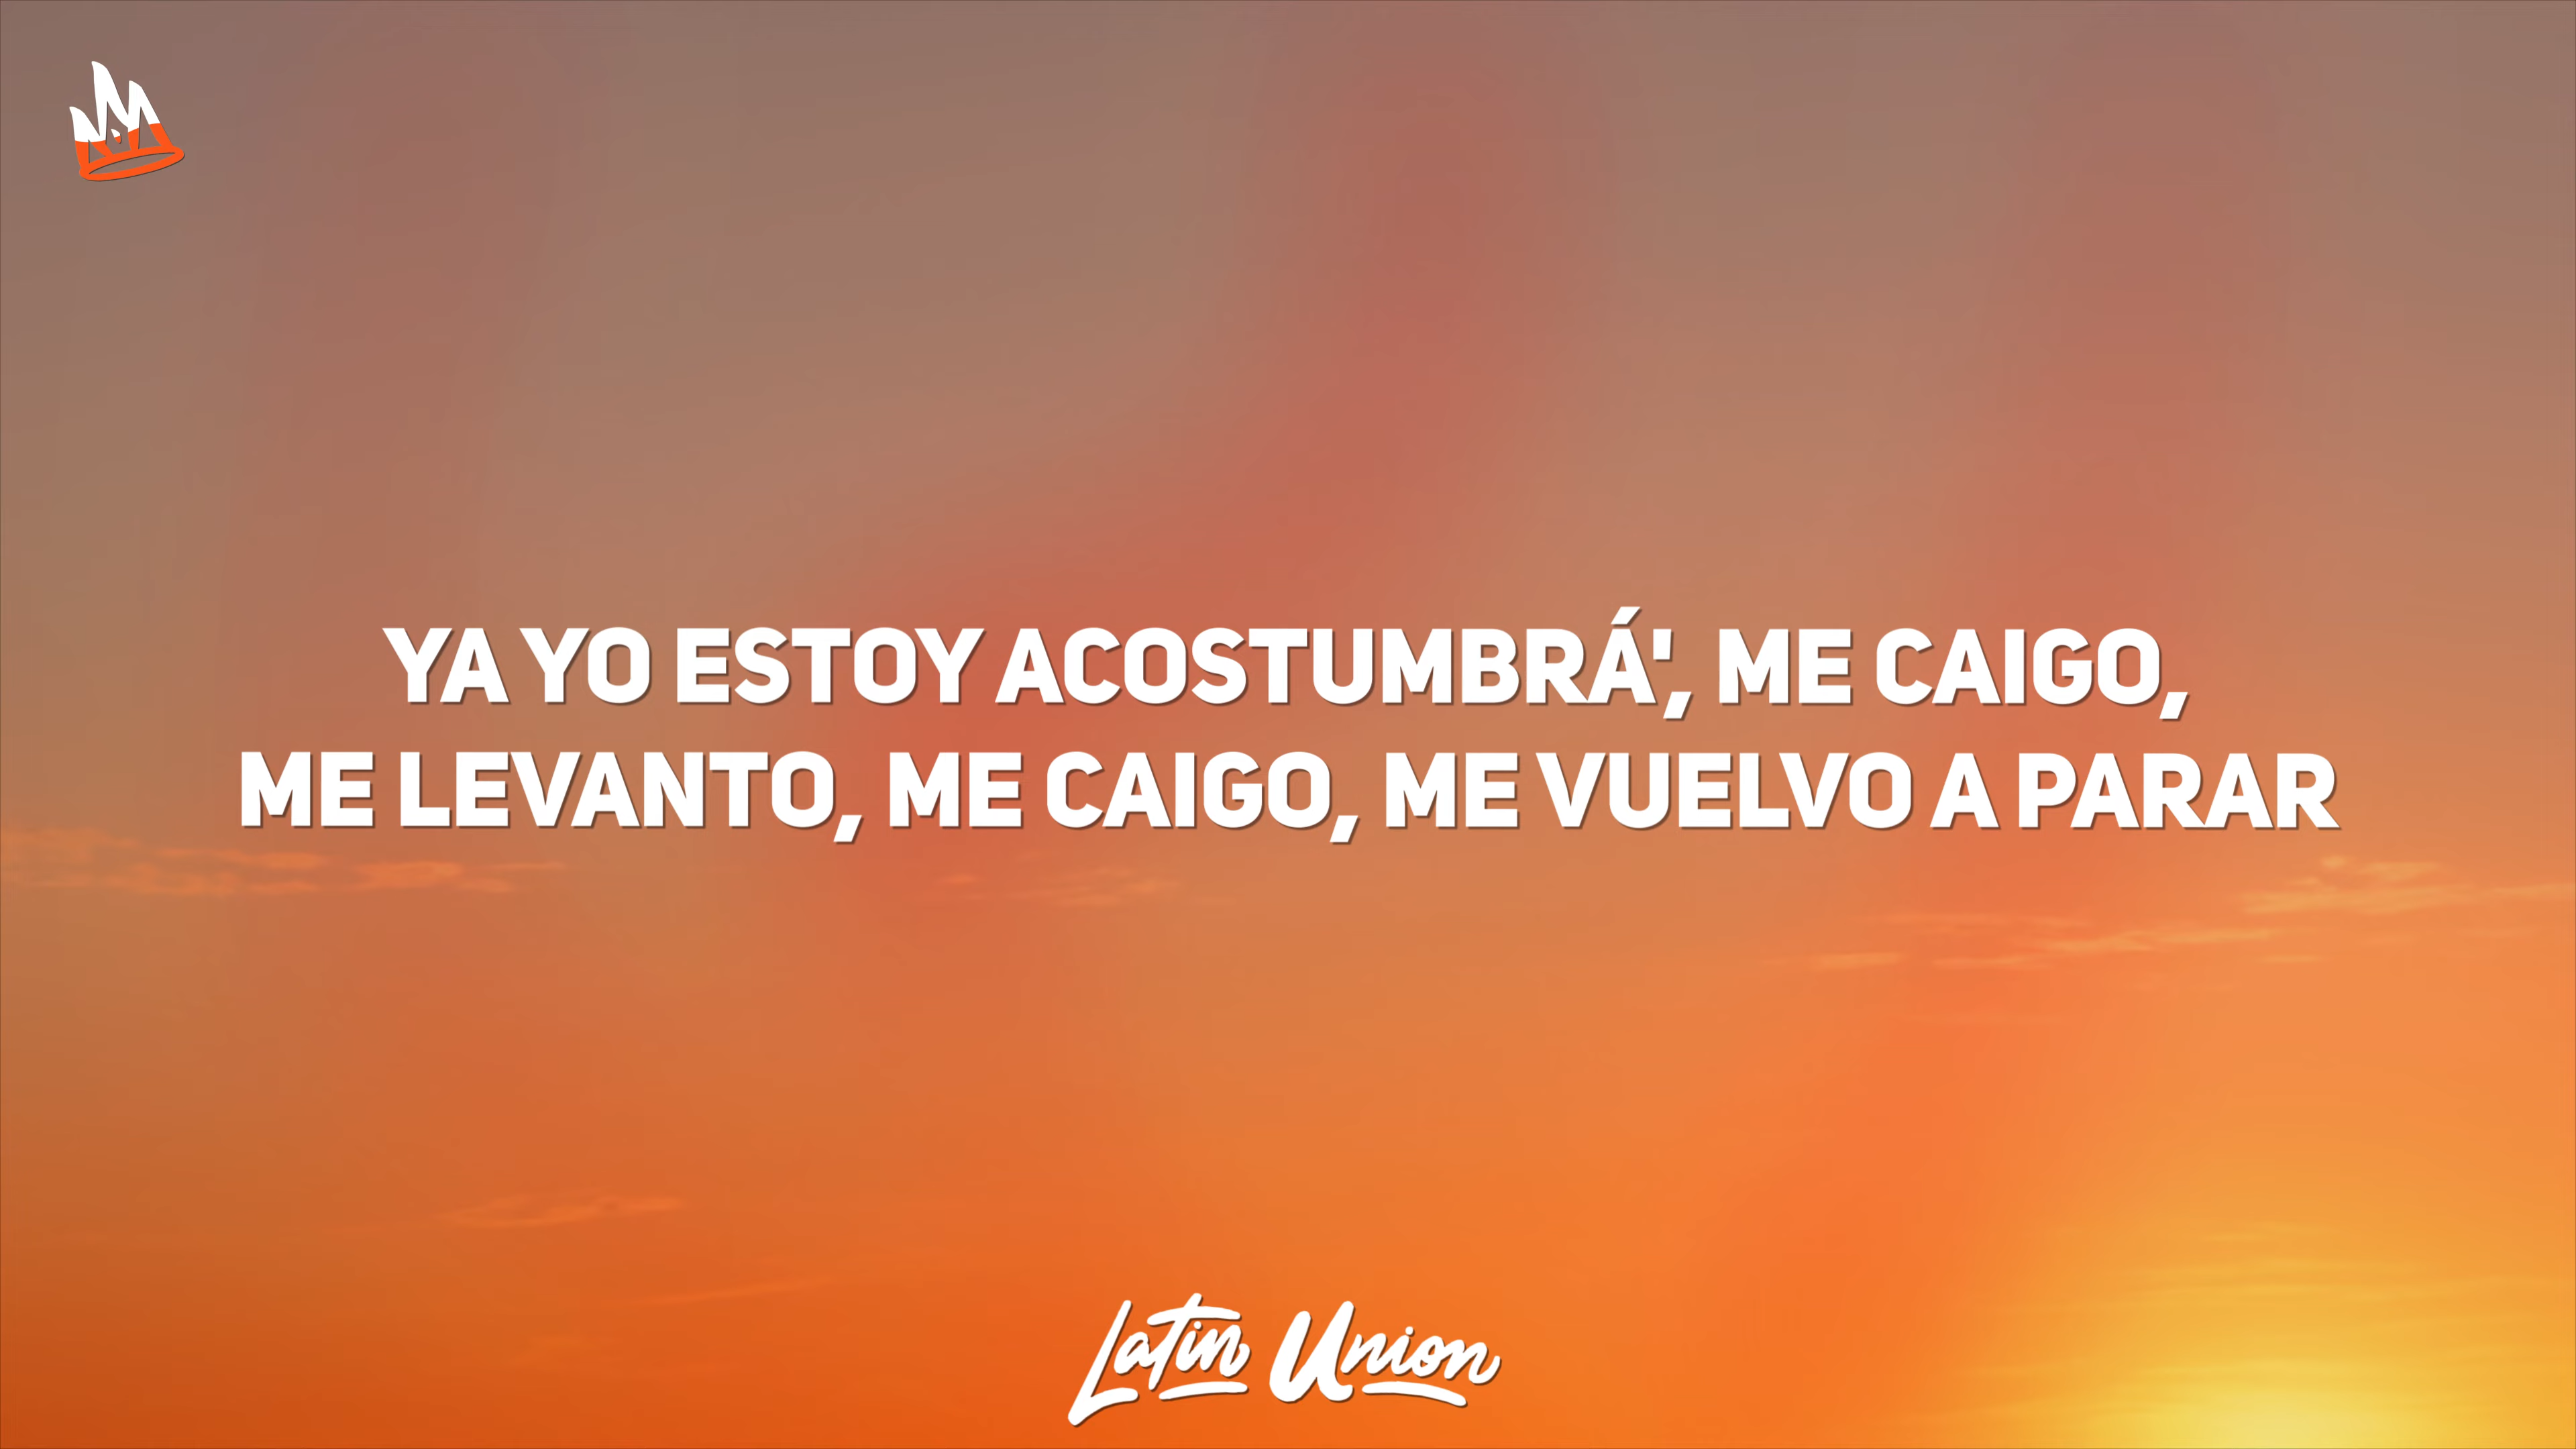 YA YO ESTOY ACOSTUMBRÁ', ME CAIGO,
ME LEVANTO, ME CAIGO, ME VUELVO A PARAR
Latin Union